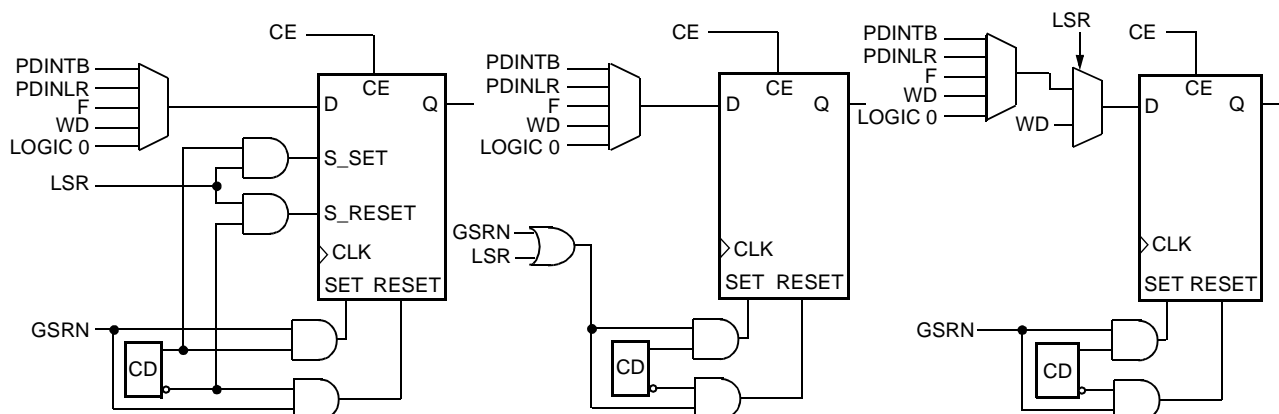 CE
PDINTB
PDINLR
F
WD
LOGIC 0
D
CE
Q
S_SET
LSR
S_RESET
CLK
SET RESET
GSRN
CD
CE
PDINTB
PDINLR
F
WD
LOGIC 0
D
CE
Q
GSRN
LSR
CLK
SET RESET
CD
LSR
CE
PDINTB
PDINLR
F
WD
LOGIC 0
WD
D
CE
Q
CLK
SET RESET
GSRN
CD